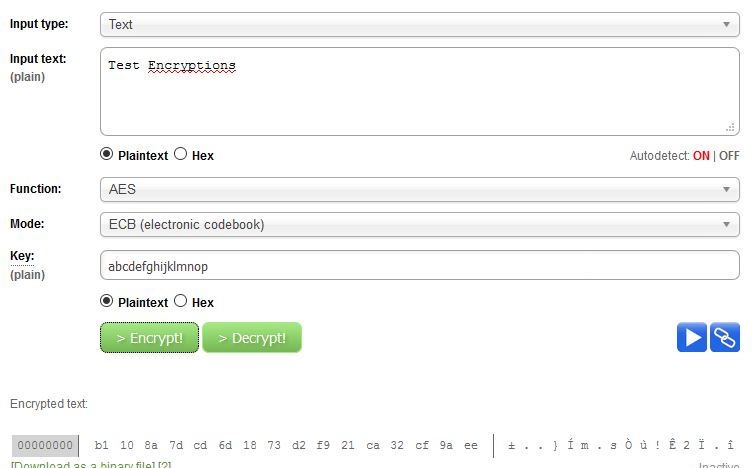 Input type: Text
Input text: Test Encryptions
(plain)
Plaintext Hex Autodetect: ON | OFF
Function: AES
Mode: ECB (electronic codebook)
Key: abcdefghijklmnop
(plain)
Plaintext Hex
> Encrypt! > Decrypt!
Encrypted text:
00000000 b1 10 8a 7d cd 6d 18 73 d2 f9 21 ca 32 cf 9a ee ± . . } Í m . s Ò ù ! Ê 2 Ï . î
[Download as a binary file] [?] Inactive